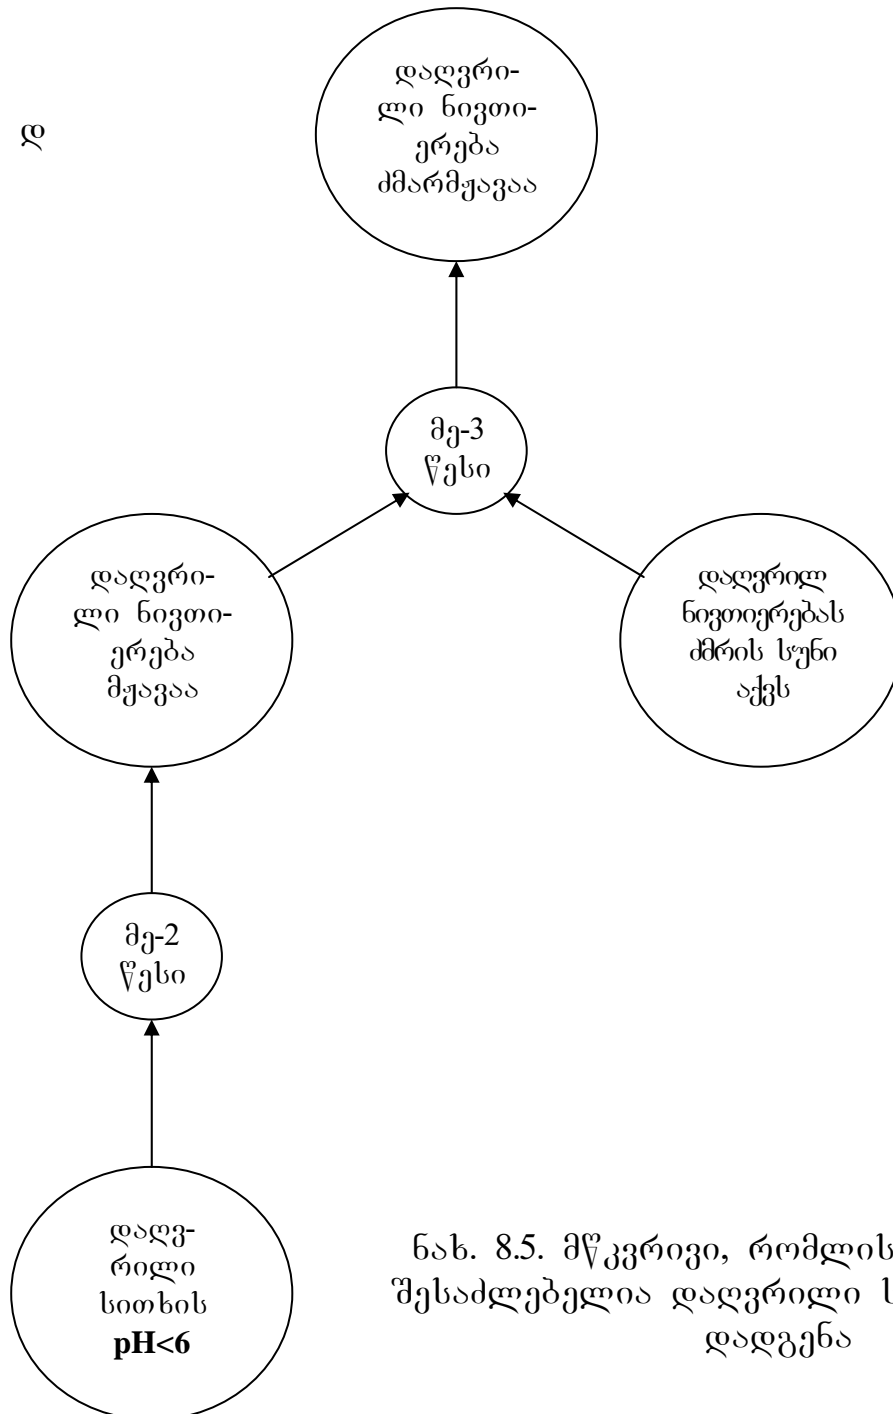 დაღვრი-
ლი ნივთი-
ერება
ძმარმჟავაა
დ
მე-3
წესი
დაღვრი-
ლი ნივთი-
ერება
მჟავაა
დაღვრილ
ნივთიერებას
ძმრის სუნი
აქვს
მე-2
წესი
დაღვ-
რილი
სითხის
pH<6
ნახ. 8.5. მწკვრივი, რომლის
შესაძლებელია დაღვრილი
დადგენა